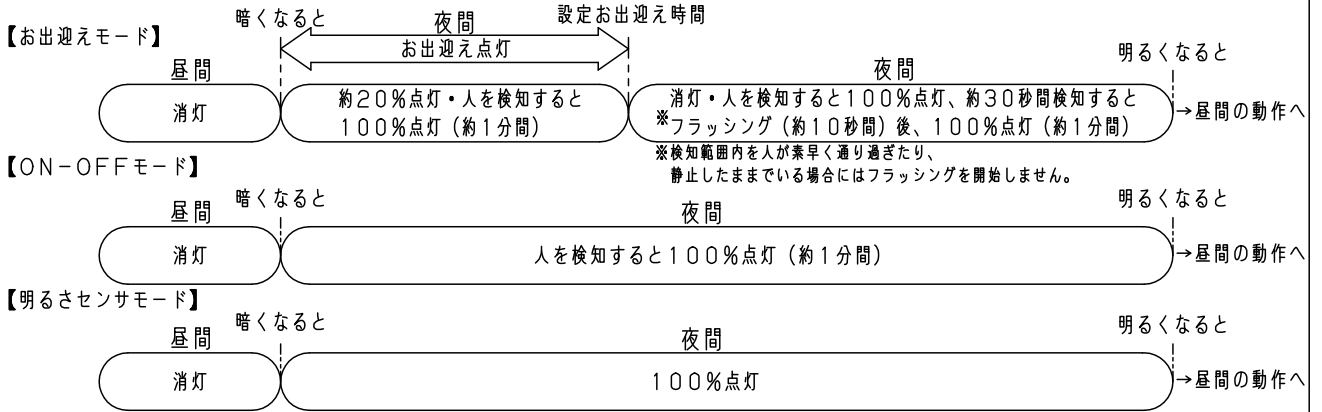 【お出迎えモード】
暗くなると
夜間
設定お出迎え時間
お出迎え点灯
明るくなると
昼間
夜間
消灯
約20%点灯・人を検知すると
100%点灯(約1分間)
消灯・人を検知すると100%点灯、約30秒間検知すると
※フラッシング(約10秒間)後、100%点灯(約1分間)
→昼間の動作へ
※検知範囲内を人が素早く通り過ぎたり、
静止したままでいる場合にはフラッシングを開始しません。
【ON-OFFモード】
昼間
暗くなると
夜間
明るくなると
消灯
人を検知すると100%点灯(約1分間)
→昼間の動作へ
【明るさセンサモード】
昼間
暗くなると
夜間
明るくなると
消灯
100%点灯
→昼間の動作へ